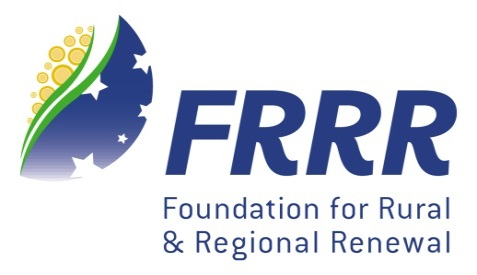 FRRR
Foundation for Rural
& Regional Renewal